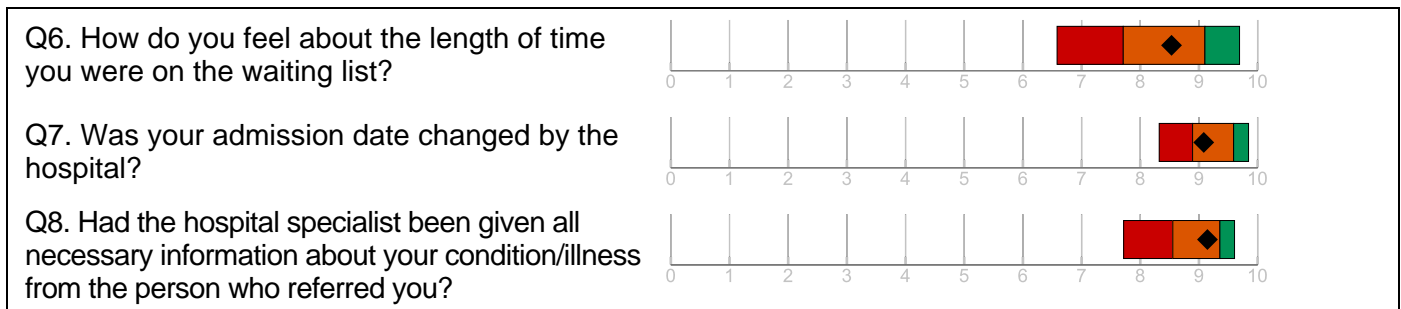 Q6. How do you feel about the length of time
you were on the waiting list?
0 1 2 3 4 5 6 7 8 9 10
Q7. Was your admission date changed by the
hospital?
0 1 2 3 4 5 6 7 8 9 10
Q8. Had the hospital specialist been given all
necessary information about your condition/illness
from the person who referred you?
0 1 2 3 4 5 6 7 8 9 10